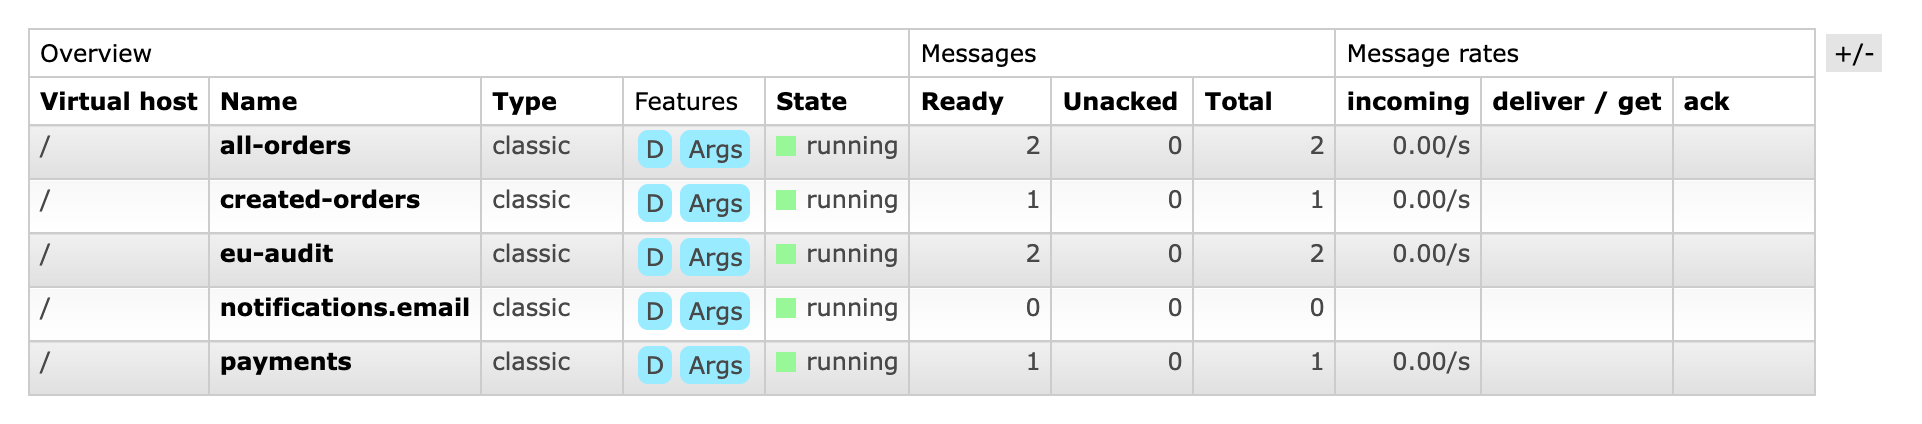 Overview Messages Message rates +/-
Virtual host Name Type Features State Ready Unacked Total incoming deliver / get ack
/ all-orders classic D Args running 2 0 2 0.00/s
/ created-orders classic D Args running 1 0 1 0.00/s
/ eu-audit classic D Args running 2 0 2 0.00/s
/ notifications.email classic D Args running 0 0 0
/ payments classic D Args running 1 0 1 0.00/s